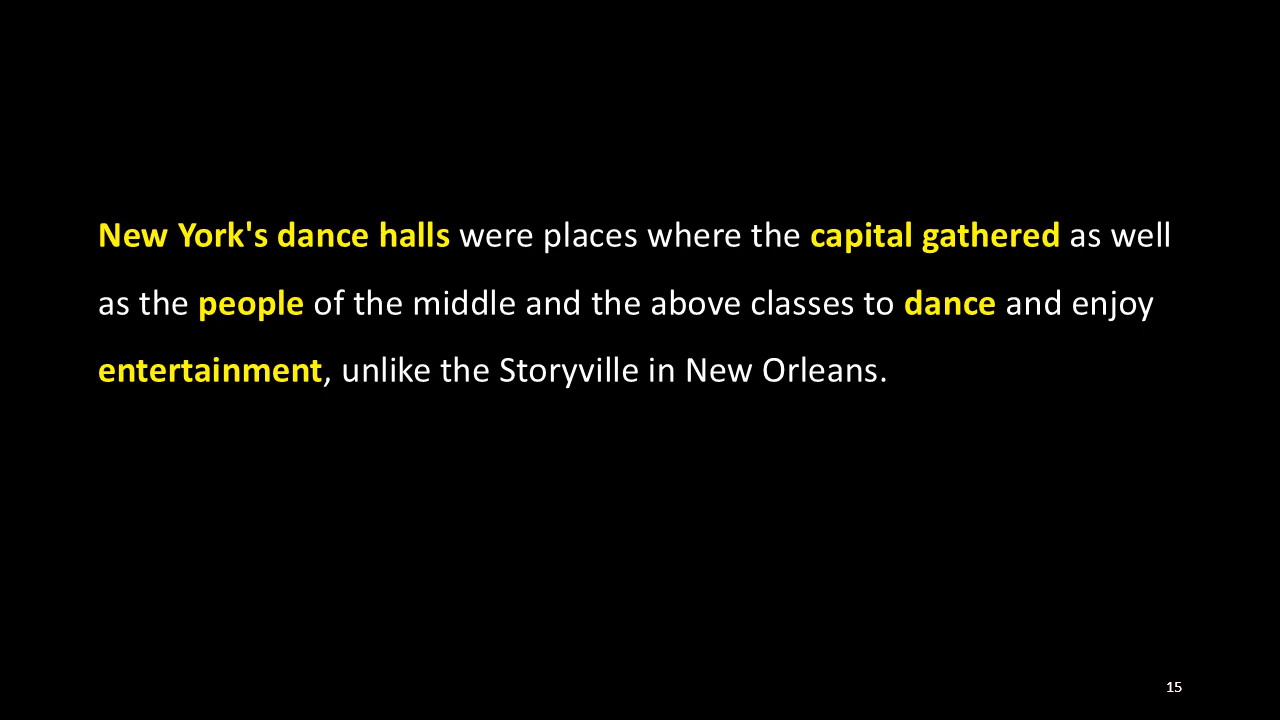 New York's dance halls were places where the capital gathered as well
as the people of the middle and the above classes to dance and enjoy
entertainment, unlike the Storyville in New Orleans.
15